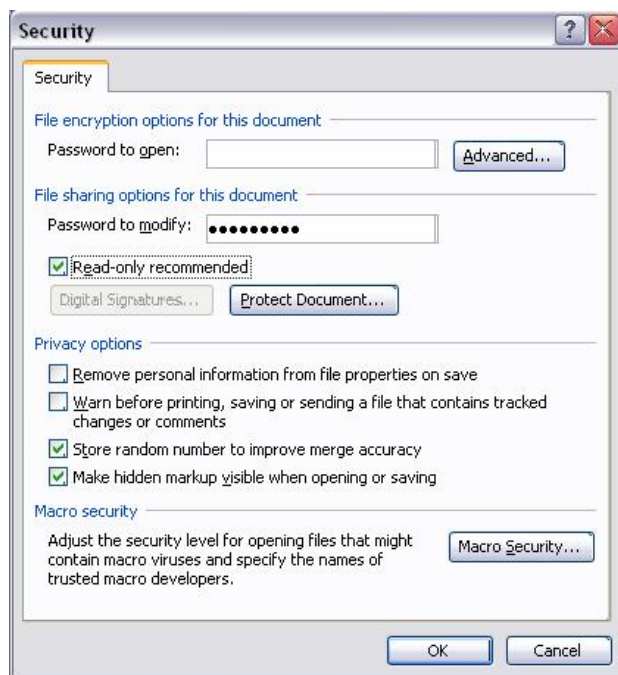 Security
Security
File encryption options for this document
Password to open:
Advanced...
File sharing options for this document
Password to modify: •••••••••
Read-only recommended
Digital Signatures...
Protect Document...
Privacy options
Remove personal information from file properties on save
Warn before printing, saving or sending a file that contains tracked
changes or comments
Store random number to improve merge accuracy
Make hidden markup visible when opening or saving
Macro security
Adjust the security level for opening files that might
contain macro viruses and specify the names of
trusted macro developers.
Macro Security...
OK
Cancel